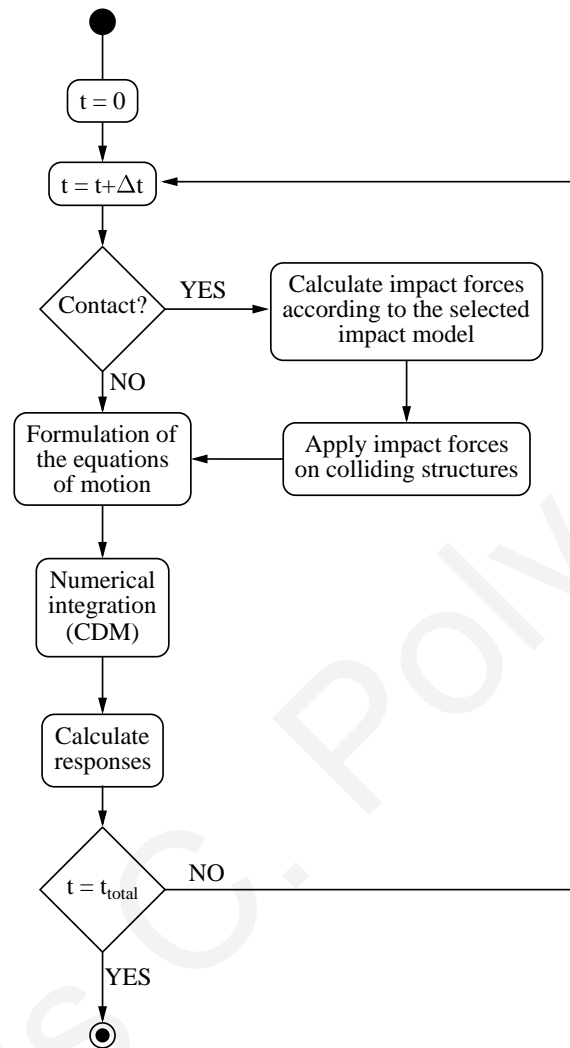 t = 0
t = t+Δt
Contact?
YES
Calculate impact forces
according to the selected
impact model
NO
Formulation of
the equations
of motion
Apply impact forces
on colliding structures
Numerical
integration
(CDM)
Calculate
responses
t = t_total
NO
YES
s C. Poly